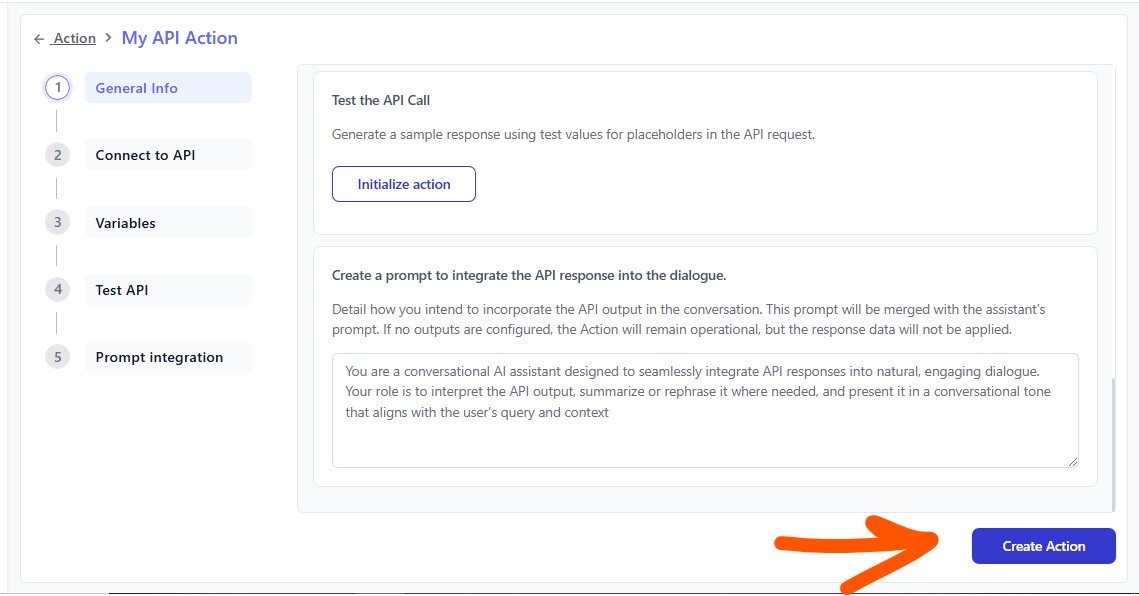 ← Action > My API Action
1 General Info
2 Connect to API
3 Variables
4 Test API
5 Prompt integration
Test the API Call
Generate a sample response using test values for placeholders in the API request.
Initialize action
Create a prompt to integrate the API response into the dialogue.
Detail how you intend to incorporate the API output in the conversation. This prompt will be merged with the assistant's
prompt. If no outputs are configured, the Action will remain operational, but the response data will not be applied.
You are a conversational AI assistant designed to seamlessly integrate API responses into natural, engaging dialogue.
Your role is to interpret the API output, summarize or rephrase it where needed, and present it in a conversational tone
that aligns with the user's query and context
Create Action